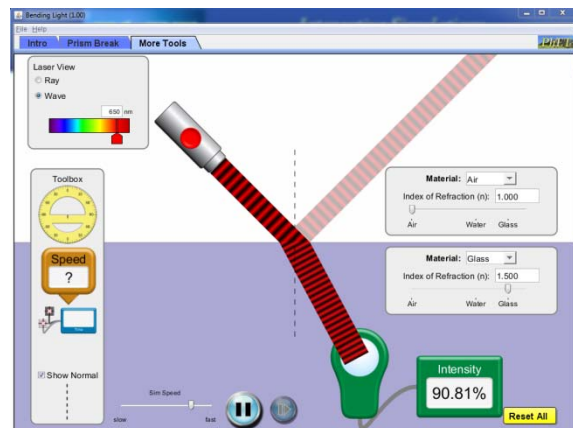 Bending Light (1.00)
File Help
Intro Prism Break More Tools
Laser View
Ray
Wave
650 nm
Toolbox
Speed
?
Show Normal
Material: Air
Index of Refraction (n): 1.000
Air Water Glass
Material: Glass
Index of Refraction (n): 1.500
Air Water Glass
Sim Speed
slow fast
Intensity
90.81%
Reset All